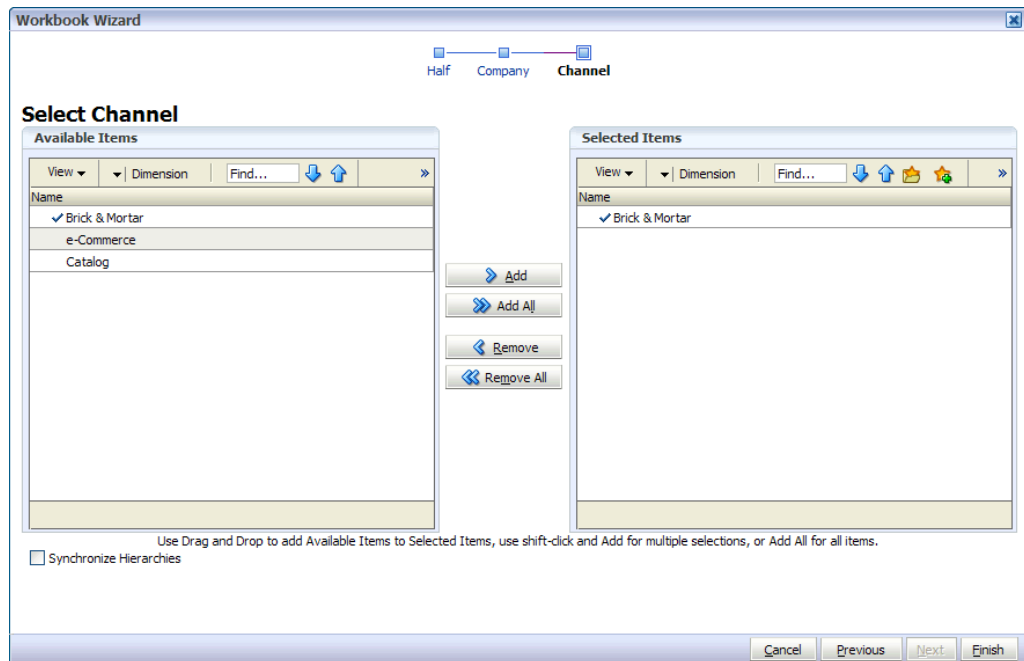 Workbook Wizard
Half Company Channel
Select Channel
Available Items
View Dimension Find... »
Name
Brick & Mortar
e-Commerce
Catalog
Add
Add All
Remove
Remove All
Selected Items
View Dimension Find... »
Name
Brick & Mortar
Use Drag and Drop to add Available Items to Selected Items, use shift-click and Add for multiple selections, or Add All for all items.
Synchronize Hierarchies
Cancel Previous Next Finish